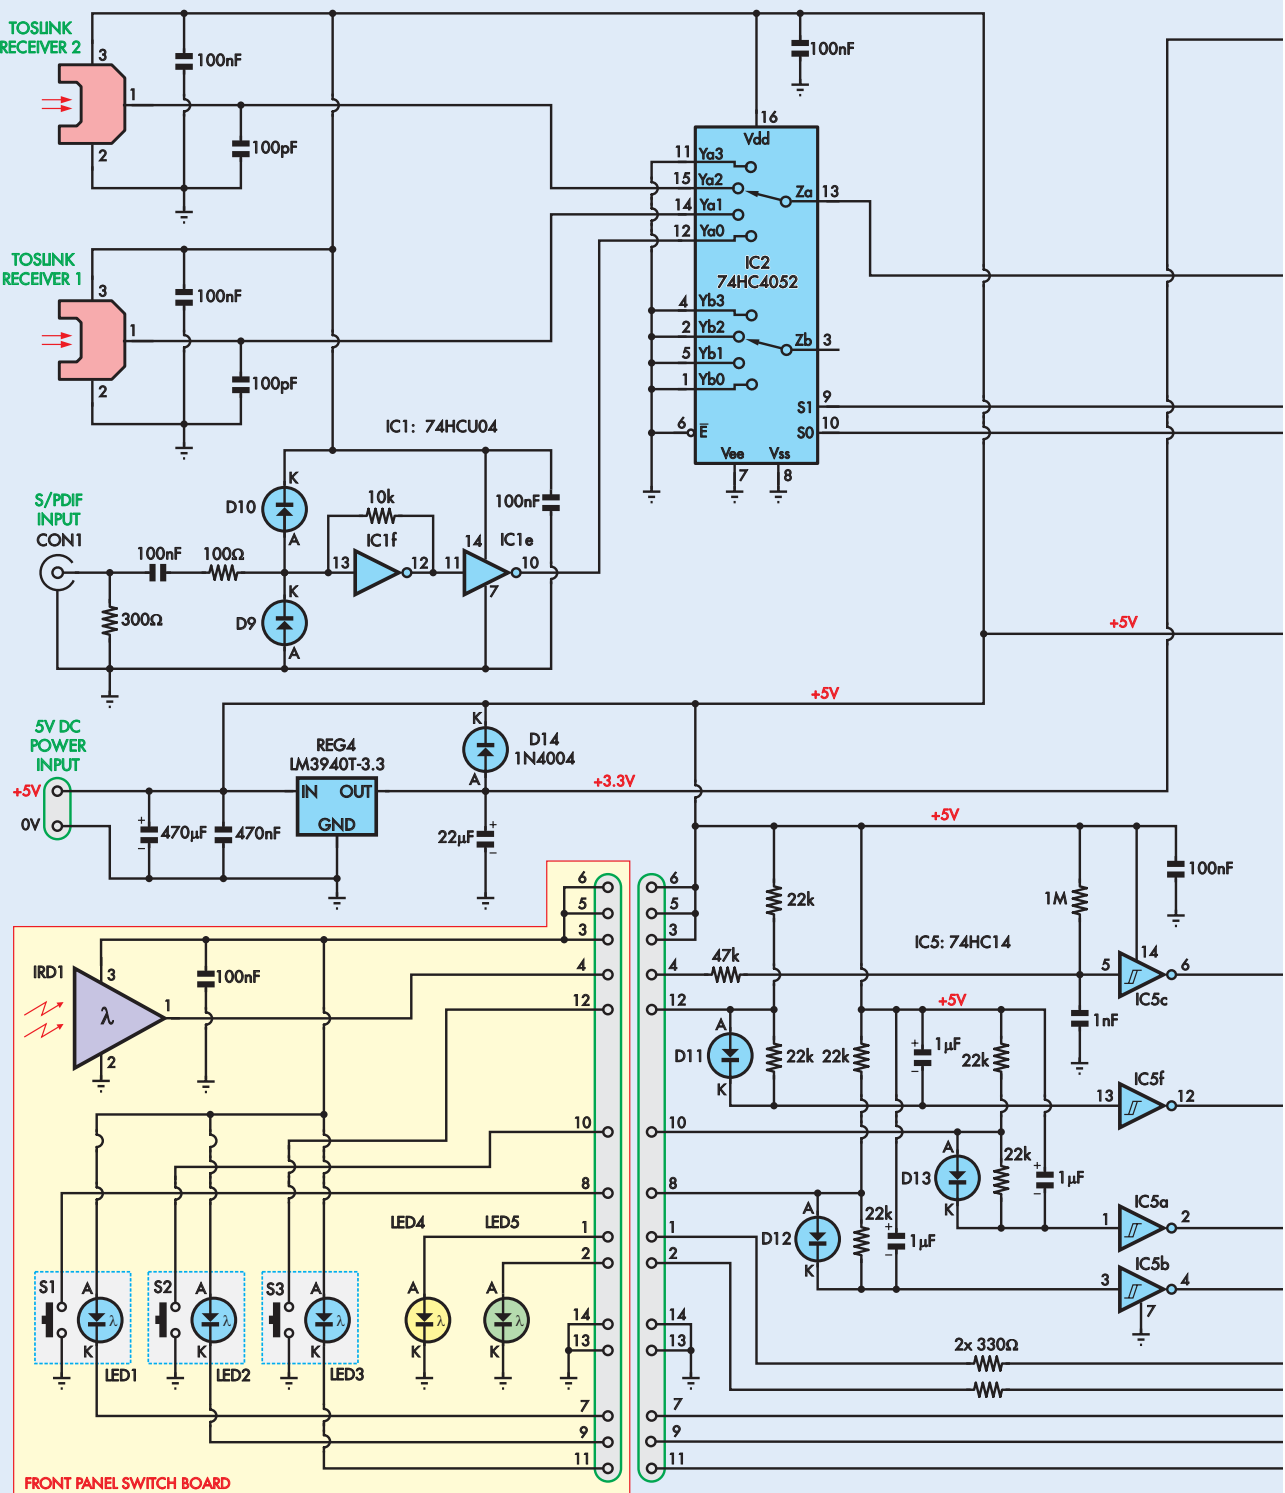 TOSLINK
RECEIVER 2
3
1
2
100nF
100pF
100nF
16
Vdd
11 Ya3
15 Ya2
14 Ya1
12 Ya0
Za 13
IC2
74HC4052
4 Yb3
2 Yb2
5 Yb1
1 Yb0
Zb 3
S1 9
S0 10
6 E̅
Vee
Vss
7
8
TOSLINK
RECEIVER 1
3
1
2
100nF
100pF
IC1: 74HCU04
S/PDIF
INPUT
CON1
100nF
100Ω
300Ω
K
D10
A
K
D9
A
10k
IC1f
13
12
11
14
IC1e
10
7
100nF
+5V
+5V
5V DC
POWER
INPUT
+5V
0V
470µF
+
–
470nF
REG4
LM3940T-3.3
IN
OUT
GND
K
D14
1N4004
A
+3.3V
22µF
+
–
+5V
100nF
22k
1M
IC5: 74HC14
47k
14
5
6
IC5c
1nF
6
5
3
4
12
10
8
1
2
14
13
7
9
11
6
5
3
4
12
10
8
1
2
14
13
7
9
11
IRD1
3
λ
1
2
100nF
A
D11
K
22k
22k
+5V
+
1µF
–
22k
IC5f
13
12
A
D13
K
22k
+
1µF
–
IC5a
1
2
A
D12
K
22k
+
1µF
–
IC5b
3
4
7
2x 330Ω
LED4
LED5
S1
A
λ
K
LED1
S2
A
λ
K
LED2
S3
A
λ
K
LED3
A
λ
K
A
λ
K
FRONT PANEL SWITCH BOARD